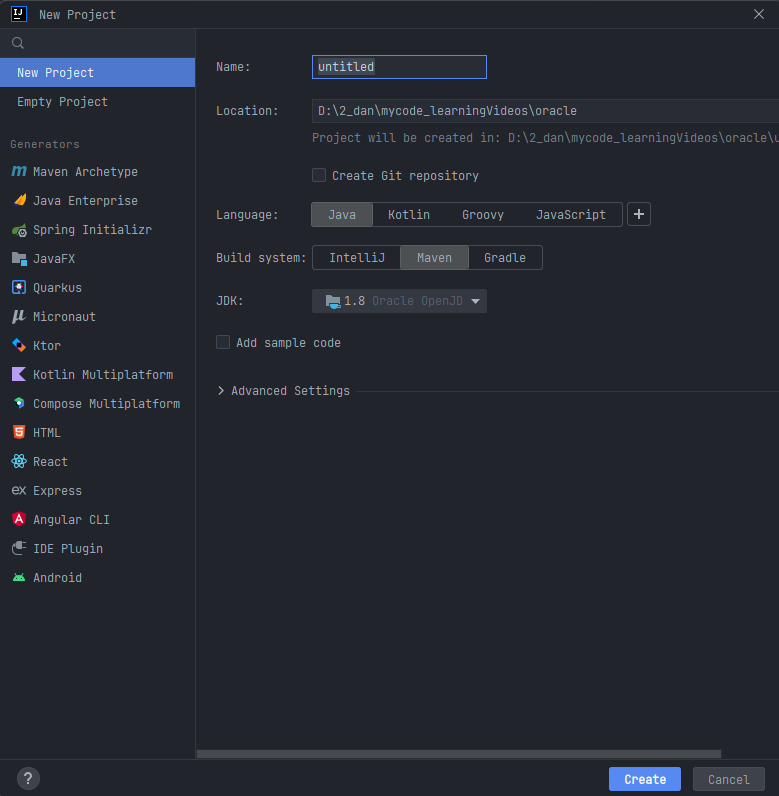 New Project
New Project
Empty Project
Generators
Maven Archetype
Java Enterprise
Spring Initializr
JavaFX
Quarkus
Micronaut
Ktor
Kotlin Multiplatform
Compose Multiplatform
HTML
React
Express
Angular CLI
IDE Plugin
Android
Name: untitled
Location: D:\2_dan\mycode_learningVideos\oracle
Project will be created in: D:\2_dan\mycode_learningVideos\oracle\u
Create Git repository
Language: Java Kotlin Groovy JavaScript +
Build system: IntelliJ Maven Gradle
JDK: 1.8 Oracle OpenJD
Add sample code
Advanced Settings
? Create Cancel